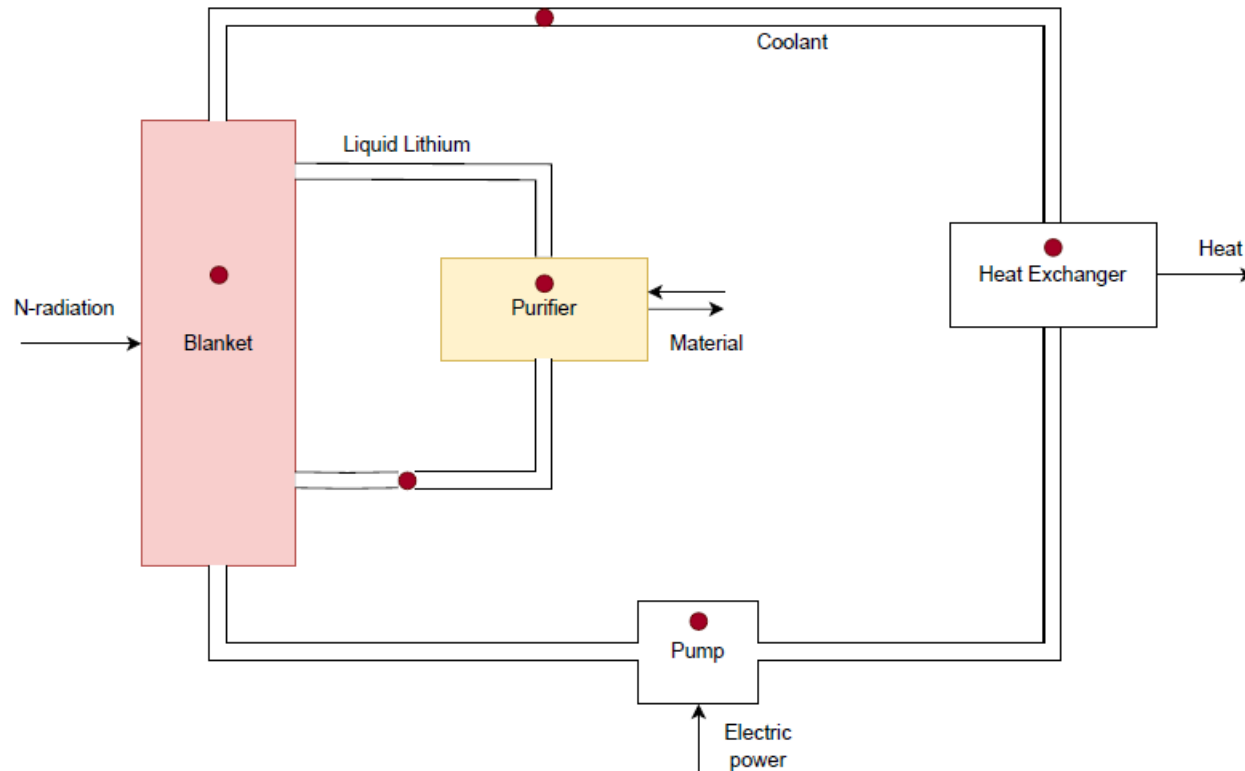 Coolant
Liquid Lithium
Heat
Heat Exchanger
N-radiation
Purifier
Blanket
Material
Pump
Electric
power